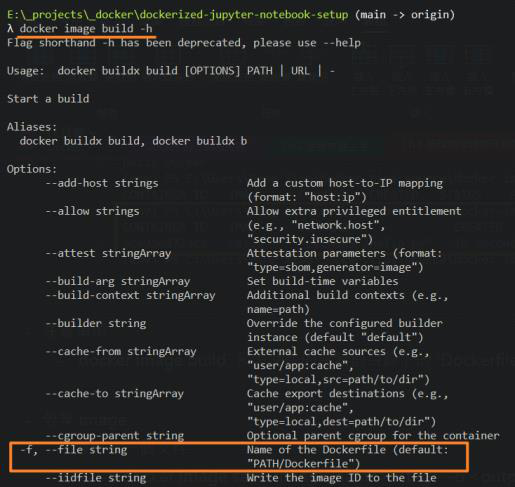 E:\_projects\_docker\dockerized-jupyter-notebook-setup (main -> origin)
λ docker image build -h
Flag shorthand -h has been deprecated, please use --help
Usage:  docker buildx build [OPTIONS] PATH | URL | -
Start a build
Aliases:
  docker buildx build, docker buildx b
Options:
      --add-host strings              Add a custom host-to-IP mapping
                                      (format: "host:ip")
      --allow strings                 Allow extra privileged entitlement
                                      (e.g., "network.host",
                                      "security.insecure")
      --attest stringArray            Attestation parameters (format:
                                      "type=sbom,generator=image")
      --build-arg stringArray         Set build-time variables
      --build-context stringArray     Additional build contexts (e.g.,
                                      name=path)
      --builder string                Override the configured builder
                                      instance (default "default")
      --cache-from stringArray        External cache sources (e.g.,
                                      "user/app:cache",
                                      "type=local,src=path/to/dir")
      --cache-to stringArray          Cache export destinations (e.g.,
                                      "user/app:cache",
                                      "type=local,dest=path/to/dir")
      --cgroup-parent string          Optional parent cgroup for the container
  -f, --file string                   Name of the Dockerfile (default:
                                      "PATH/Dockerfile")
      --iidfile string                Write the image ID to the file